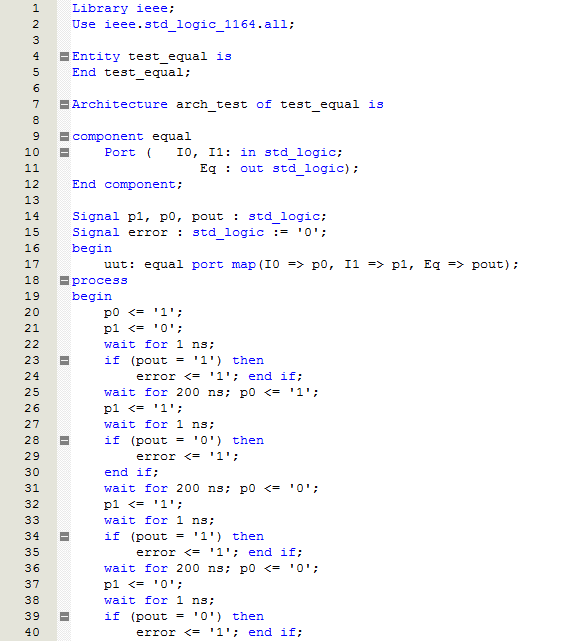 1 Library ieee;
2 Use ieee.std_logic_1164.all;
3
4 Entity test_equal is
5 End test_equal;
6
7 Architecture arch_test of test_equal is
8
9 component equal
10 Port ( I0, I1: in std_logic;
11 Eq : out std_logic);
12 End component;
13
14 Signal p1, p0, pout : std_logic;
15 Signal error : std_logic := '0';
16 begin
17 uut: equal port map(I0 => p0, I1 => p1, Eq => pout);
18 process
19 begin
20 p0 <= '1';
21 p1 <= '0';
22 wait for 1 ns;
23 if (pout = '1') then
24 error <= '1'; end if;
25 wait for 200 ns; p0 <= '1';
26 p1 <= '1';
27 wait for 1 ns;
28 if (pout = '0') then
29 error <= '1';
30 end if;
31 wait for 200 ns; p0 <= '0';
32 p1 <= '1';
33 wait for 1 ns;
34 if (pout = '1') then
35 error <= '1'; end if;
36 wait for 200 ns; p0 <= '0';
37 p1 <= '0';
38 wait for 1 ns;
39 if (pout = '0') then
40 error <= '1'; end if;